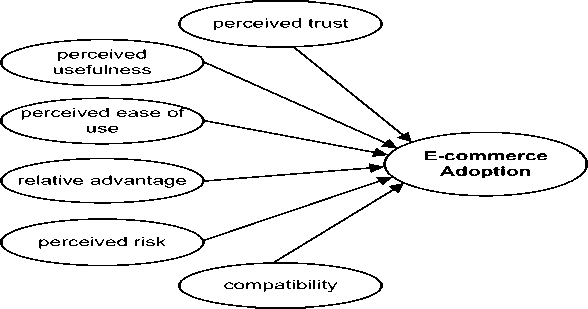 perceived trust
perceived
usefulness
perceived ease of
use
relative advantage
perceived risk
compatibility
E-commerce
Adoption